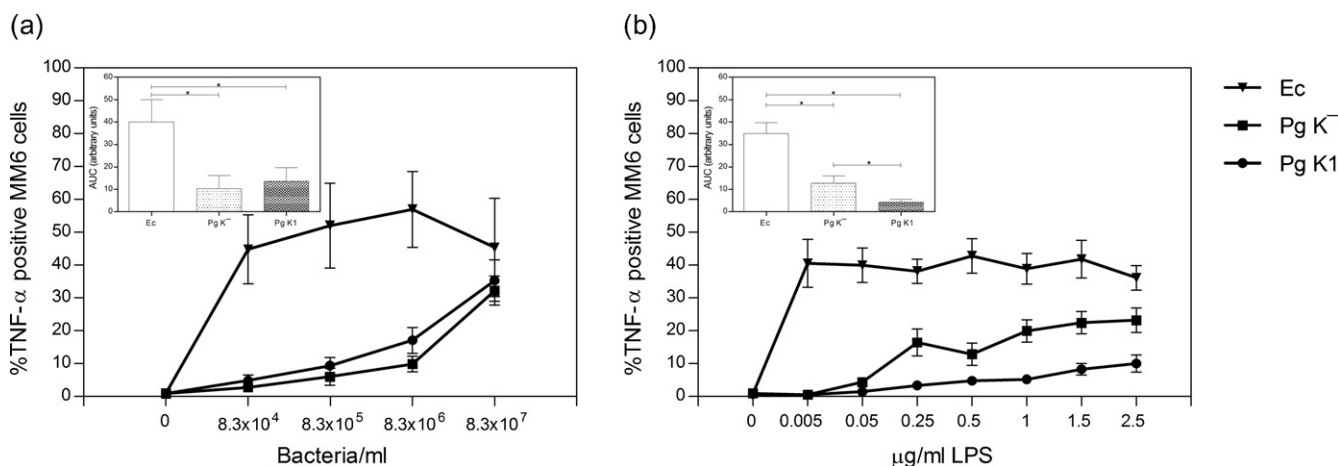 (a)
%TNF-α positive MM6 cells
100
90
80
70
60
50
40
30
20
10
0
0
8.3x10⁴
8.3x10⁵
8.3x10⁶
8.3x10⁷
Bacteria/ml
AUC (arbitrary units)
60
50
40
30
20
10
0
*
*
Ec
Pg K⁻
Pg K1
(b)
%TNF-α positive MM6 cells
100
90
80
70
60
50
40
30
20
10
0
0
0.005
0.05
0.25
0.5
1
1.5
2.5
μg/ml LPS
AUC (arbitrary units)
60
50
40
30
20
10
0
*
*
*
Ec
Pg K⁻
Pg K1
Ec
Pg K⁻
Pg K1